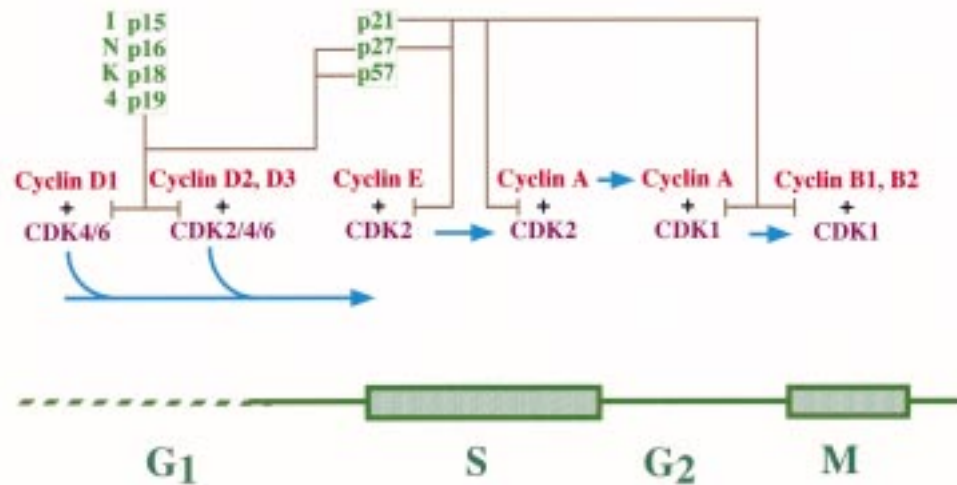 I p15 p21
N p16 p27
K p18 p57
4 p19
Cyclin D1 Cyclin D2, D3 Cyclin E Cyclin A Cyclin A Cyclin B1, B2
+ + + + + +
CDK4/6 CDK2/4/6 CDK2 CDK2 CDK1 CDK1
G1 S G2 M